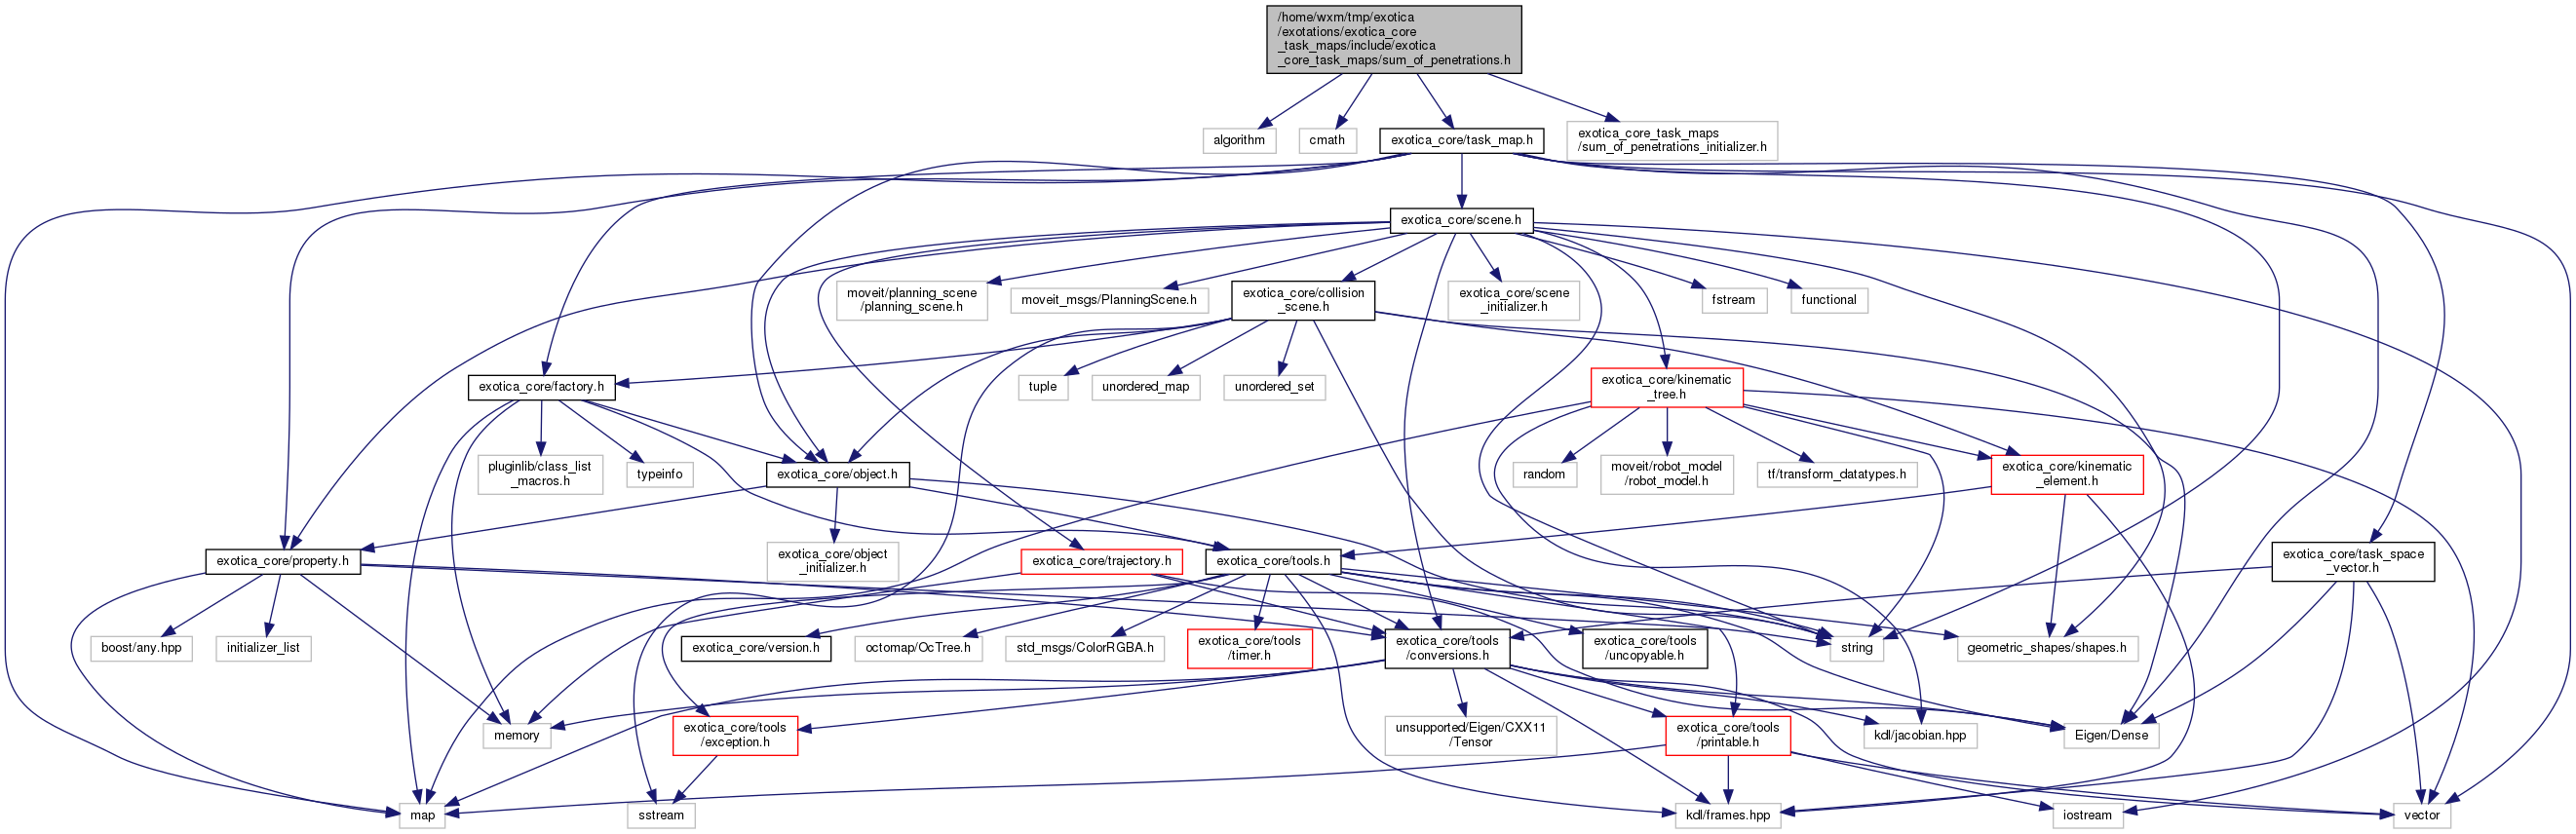 /home/wxm/tmp/exotica
/exotations/exotica_core
_task_maps/include/exotica
_core_task_maps/sum_of_penetrations.h
algorithm
cmath
exotica_core/task_map.h
exotica_core_task_maps
/sum_of_penetrations_initializer.h
exotica_core/scene.h
moveit/planning_scene
/planning_scene.h
moveit_msgs/PlanningScene.h
exotica_core/collision
_scene.h
exotica_core/scene
_initializer.h
fstream
functional
exotica_core/factory.h
tuple
unordered_map
unordered_set
exotica_core/kinematic
_tree.h
pluginlib/class_list
_macros.h
typeinfo
exotica_core/object.h
random
moveit/robot_model
/robot_model.h
tf/transform_datatypes.h
exotica_core/kinematic
_element.h
exotica_core/property.h
exotica_core/object
_initializer.h
exotica_core/trajectory.h
exotica_core/tools.h
exotica_core/task_space
_vector.h
boost/any.hpp
initializer_list
exotica_core/version.h
octomap/OcTree.h
std_msgs/ColorRGBA.h
exotica_core/tools
/timer.h
exotica_core/tools
/conversions.h
exotica_core/tools
/uncopyable.h
string
geometric_shapes/shapes.h
memory
exotica_core/tools
/exception.h
unsupported/Eigen/CXX11
/Tensor
exotica_core/tools
/printable.h
kdl/jacobian.hpp
Eigen/Dense
map
sstream
kdl/frames.hpp
iostream
vector